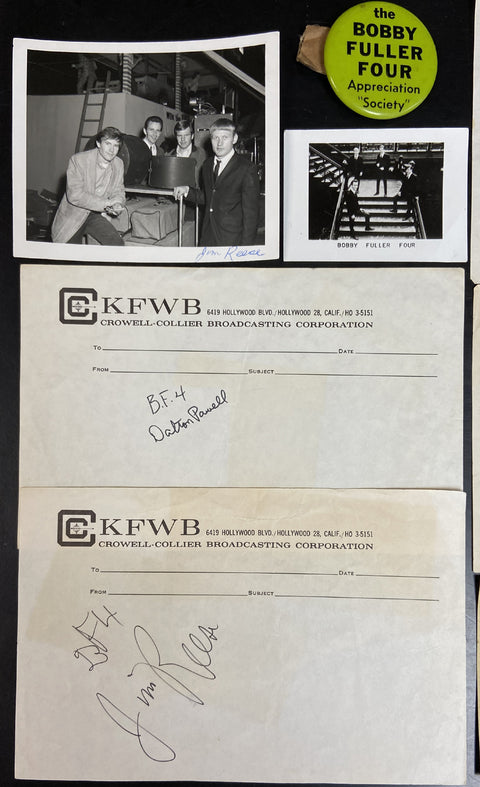 the
BOBBY
FULLER
FOUR
Appreciation
"Society"
Jim Reese
BOBBY FULLER FOUR
KFWB 6419 HOLLYWOOD BLVD./HOLLYWOOD 28, CALIF./HO 3-5151
CROWELL-COLLIER BROADCASTING CORPORATION
TO DATE
FROM SUBJECT
B.F.4
Dalton Powell
KFWB 6419 HOLLYWOOD BLVD./HOLLYWOOD 28, CALIF./HO 3-5151
CROWELL-COLLIER BROADCASTING CORPORATION
TO DATE
FROM SUBJECT
BF4
Jim Reese